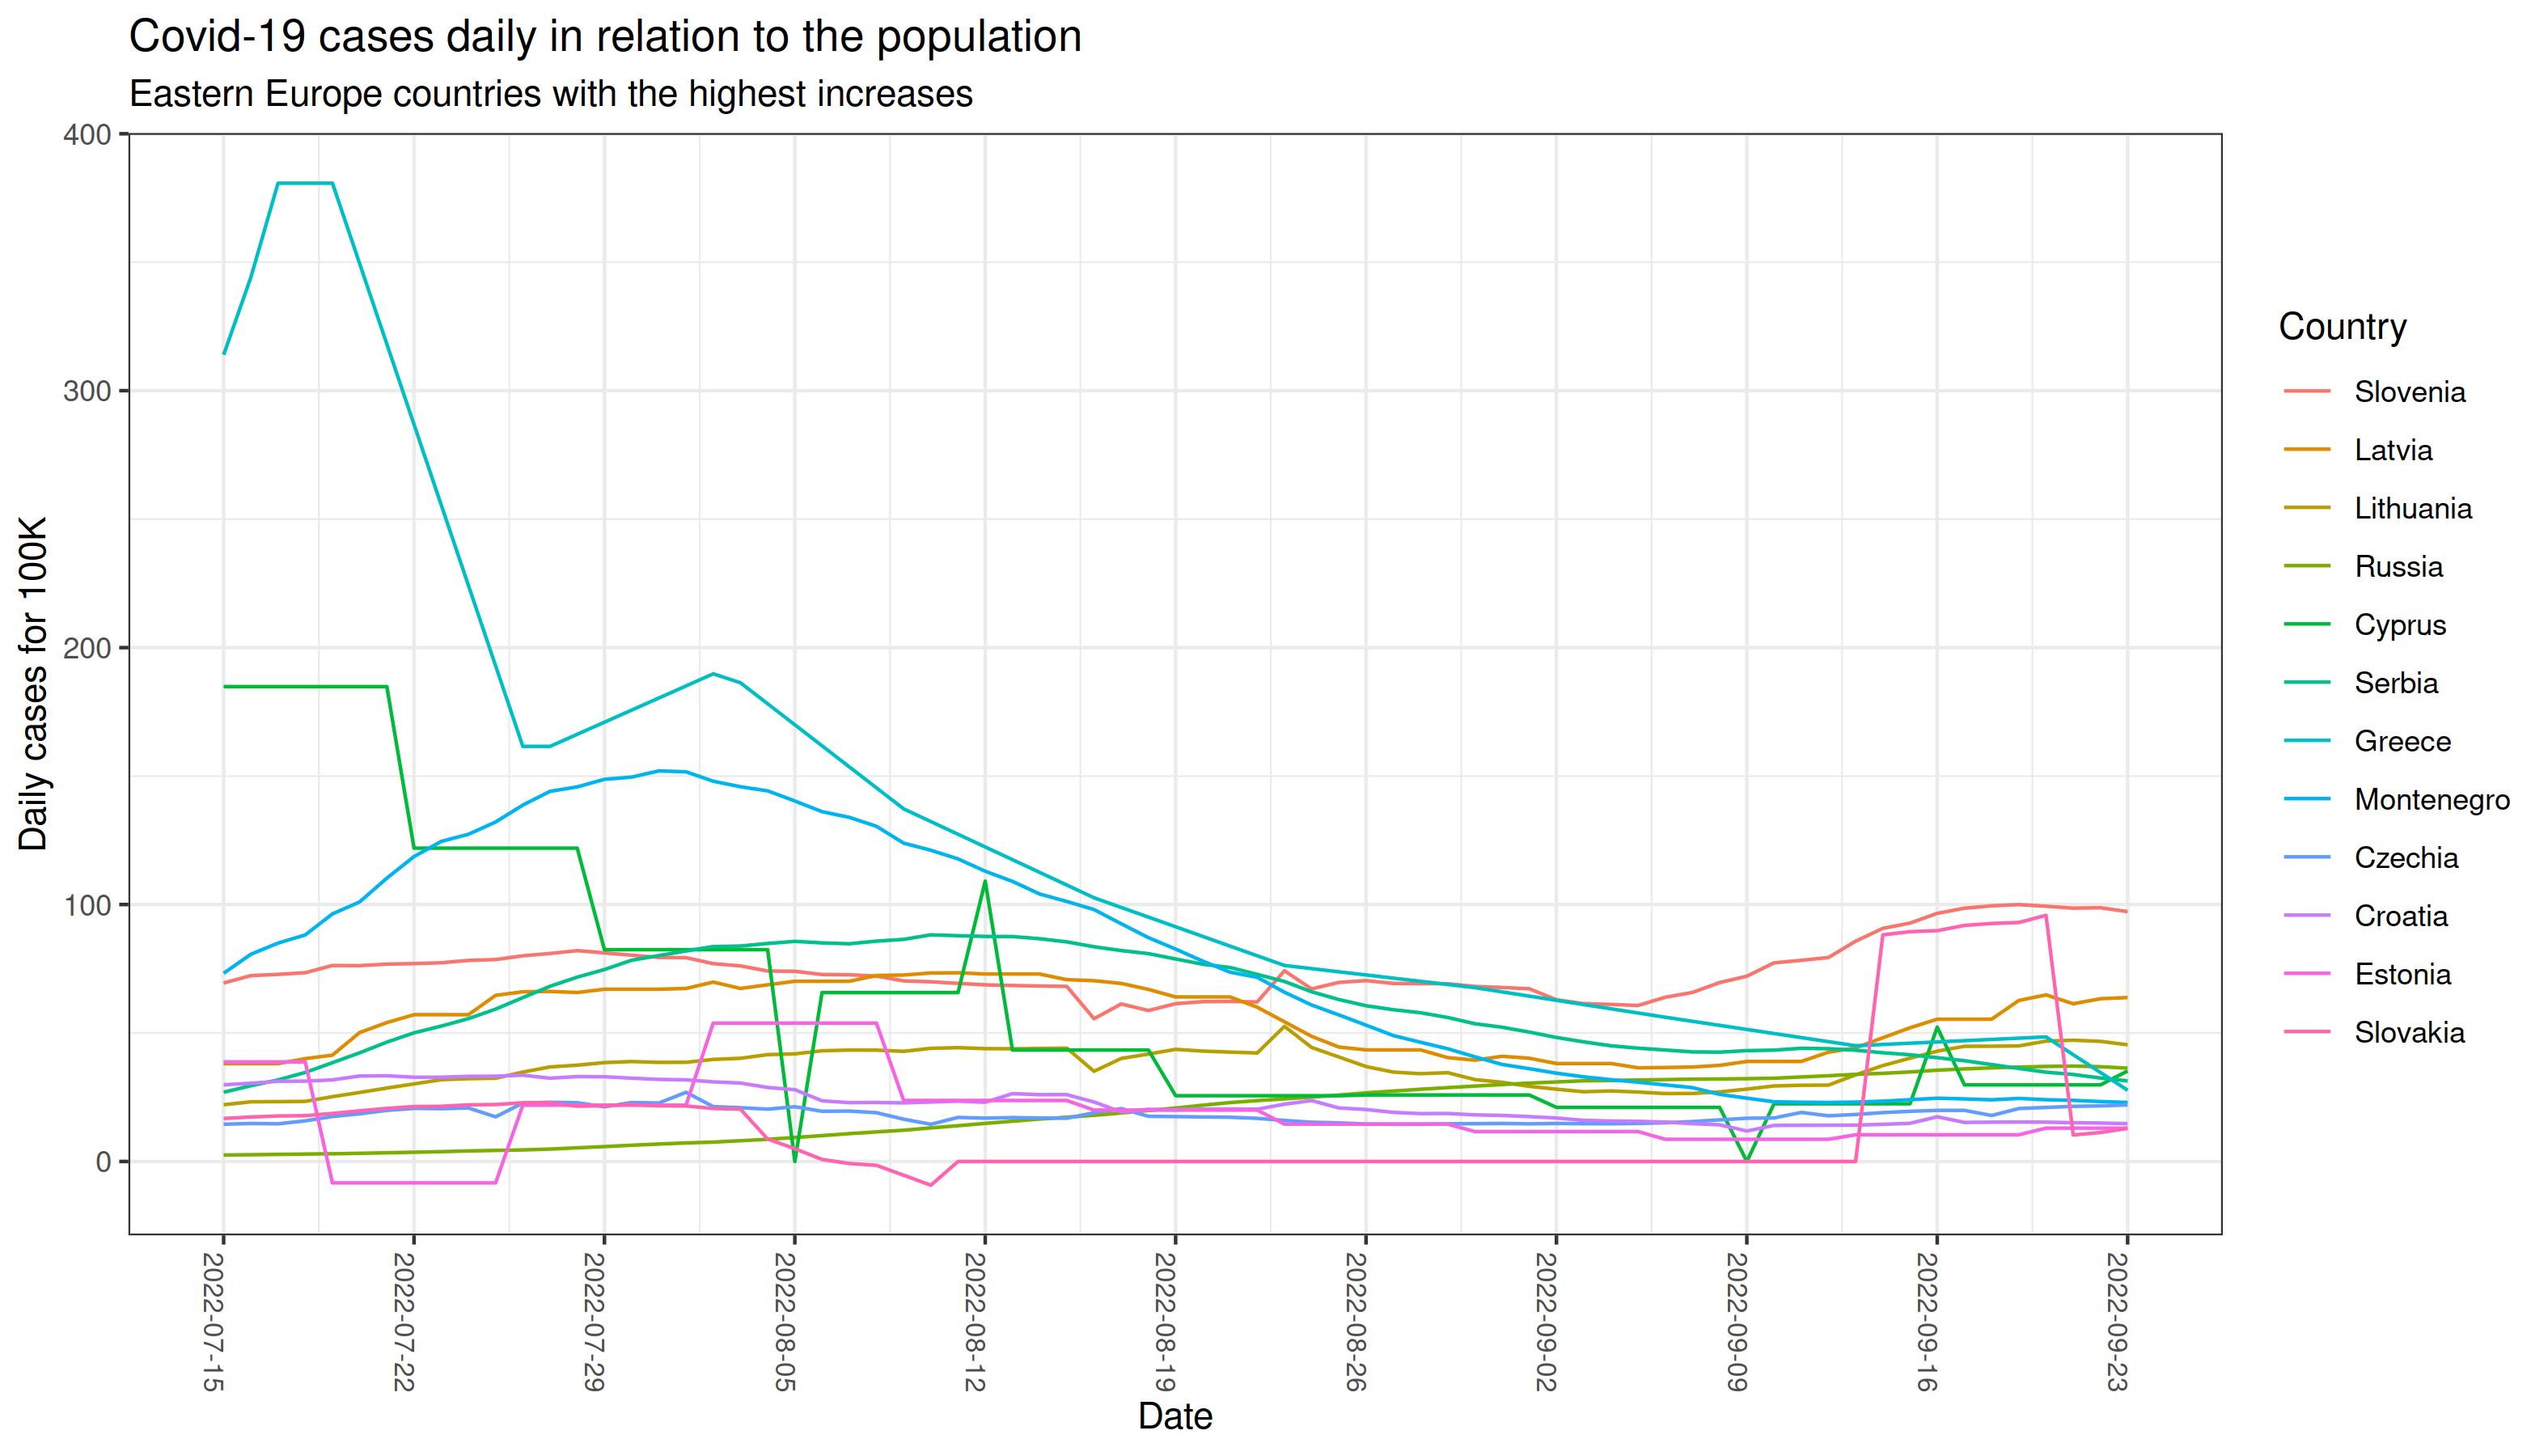 Covid-19 cases daily in relation to the population
Eastern Europe countries with the highest increases
Daily cases for 100K
400
300
200
100
0
2022-07-15
2022-07-22
2022-07-29
2022-08-05
2022-08-12
2022-08-19
2022-08-26
2022-09-02
2022-09-09
2022-09-16
2022-09-23
Date
Country
Slovenia
Latvia
Lithuania
Russia
Cyprus
Serbia
Greece
Montenegro
Czechia
Croatia
Estonia
Slovakia